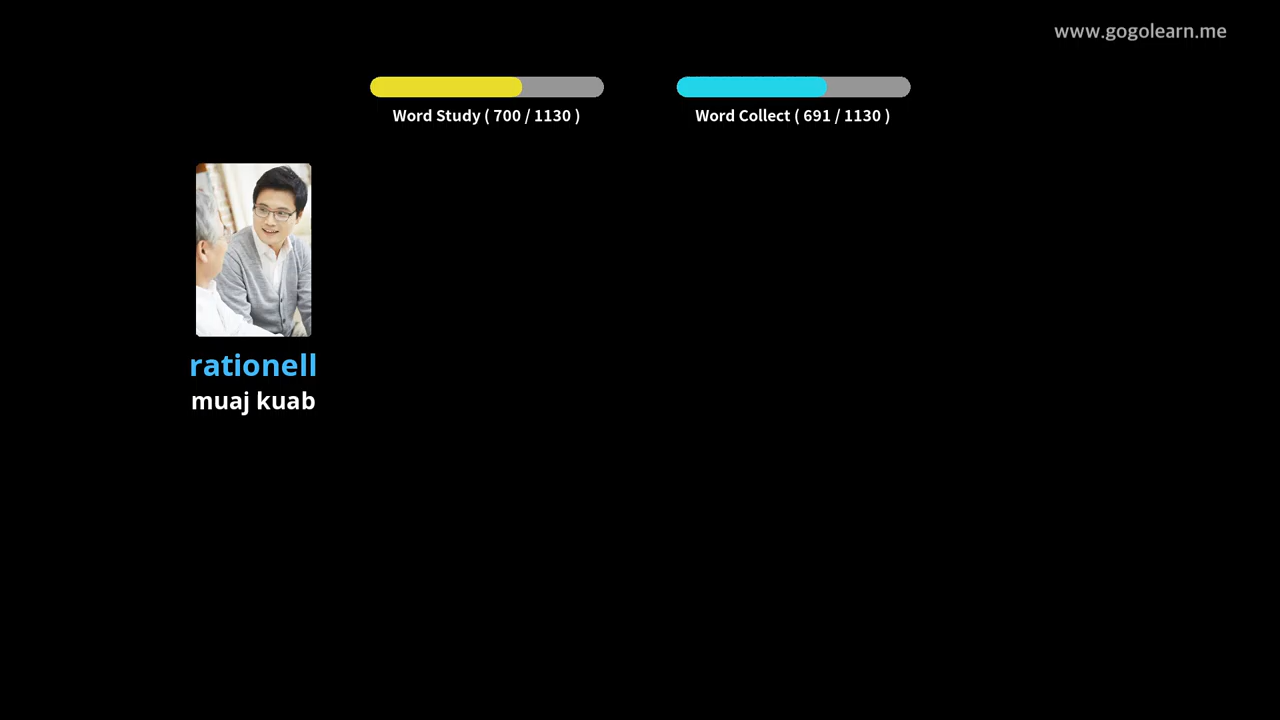 www.gogolearn.me
Word Study ( 700 / 1130 )
Word Collect ( 691 / 1130 )
rationell
muaj kuab